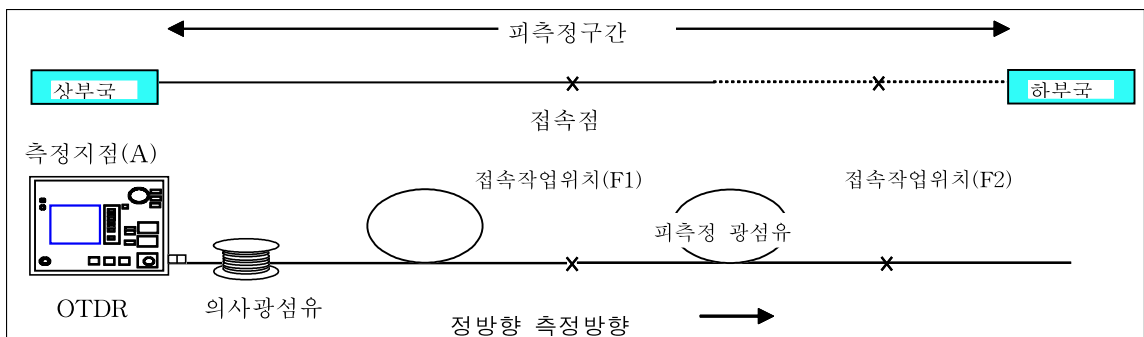 피측정구간
상부국
하부국
접속점
측정지점(A)
접속작업위치(F1)
접속작업위치(F2)
피측정 광섬유
OTDR
의사광섬유
정방향 측정방향